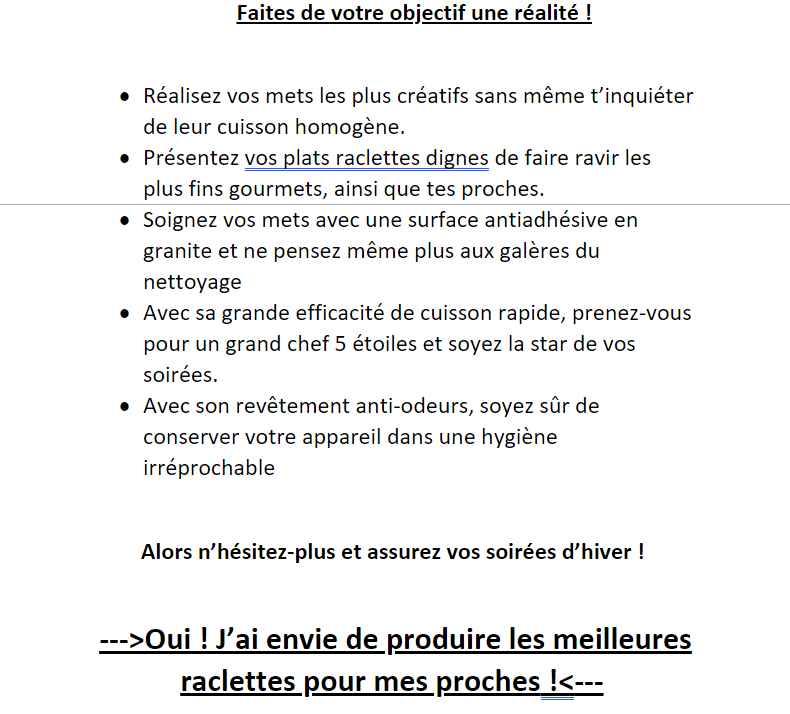 Faites de votre objectif une réalité !
• Réalisez vos mets les plus créatifs sans même t’inquiéter
de leur cuisson homogène.
• Présentez vos plats raclettes dignes de faire ravir les
plus fins gourmets, ainsi que tes proches.
• Soignez vos mets avec une surface antiadhésive en
granite et ne pensez même plus aux galères du
nettoyage
• Avec sa grande efficacité de cuisson rapide, prenez-vous
pour un grand chef 5 étoiles et soyez la star de vos
soirées.
• Avec son revêtement anti-odeurs, soyez sûr de
conserver votre appareil dans une hygiène
irréprochable
Alors n’hésitez-plus et assurez vos soirées d’hiver !
--->Oui ! J’ai envie de produire les meilleures
raclettes pour mes proches !<---